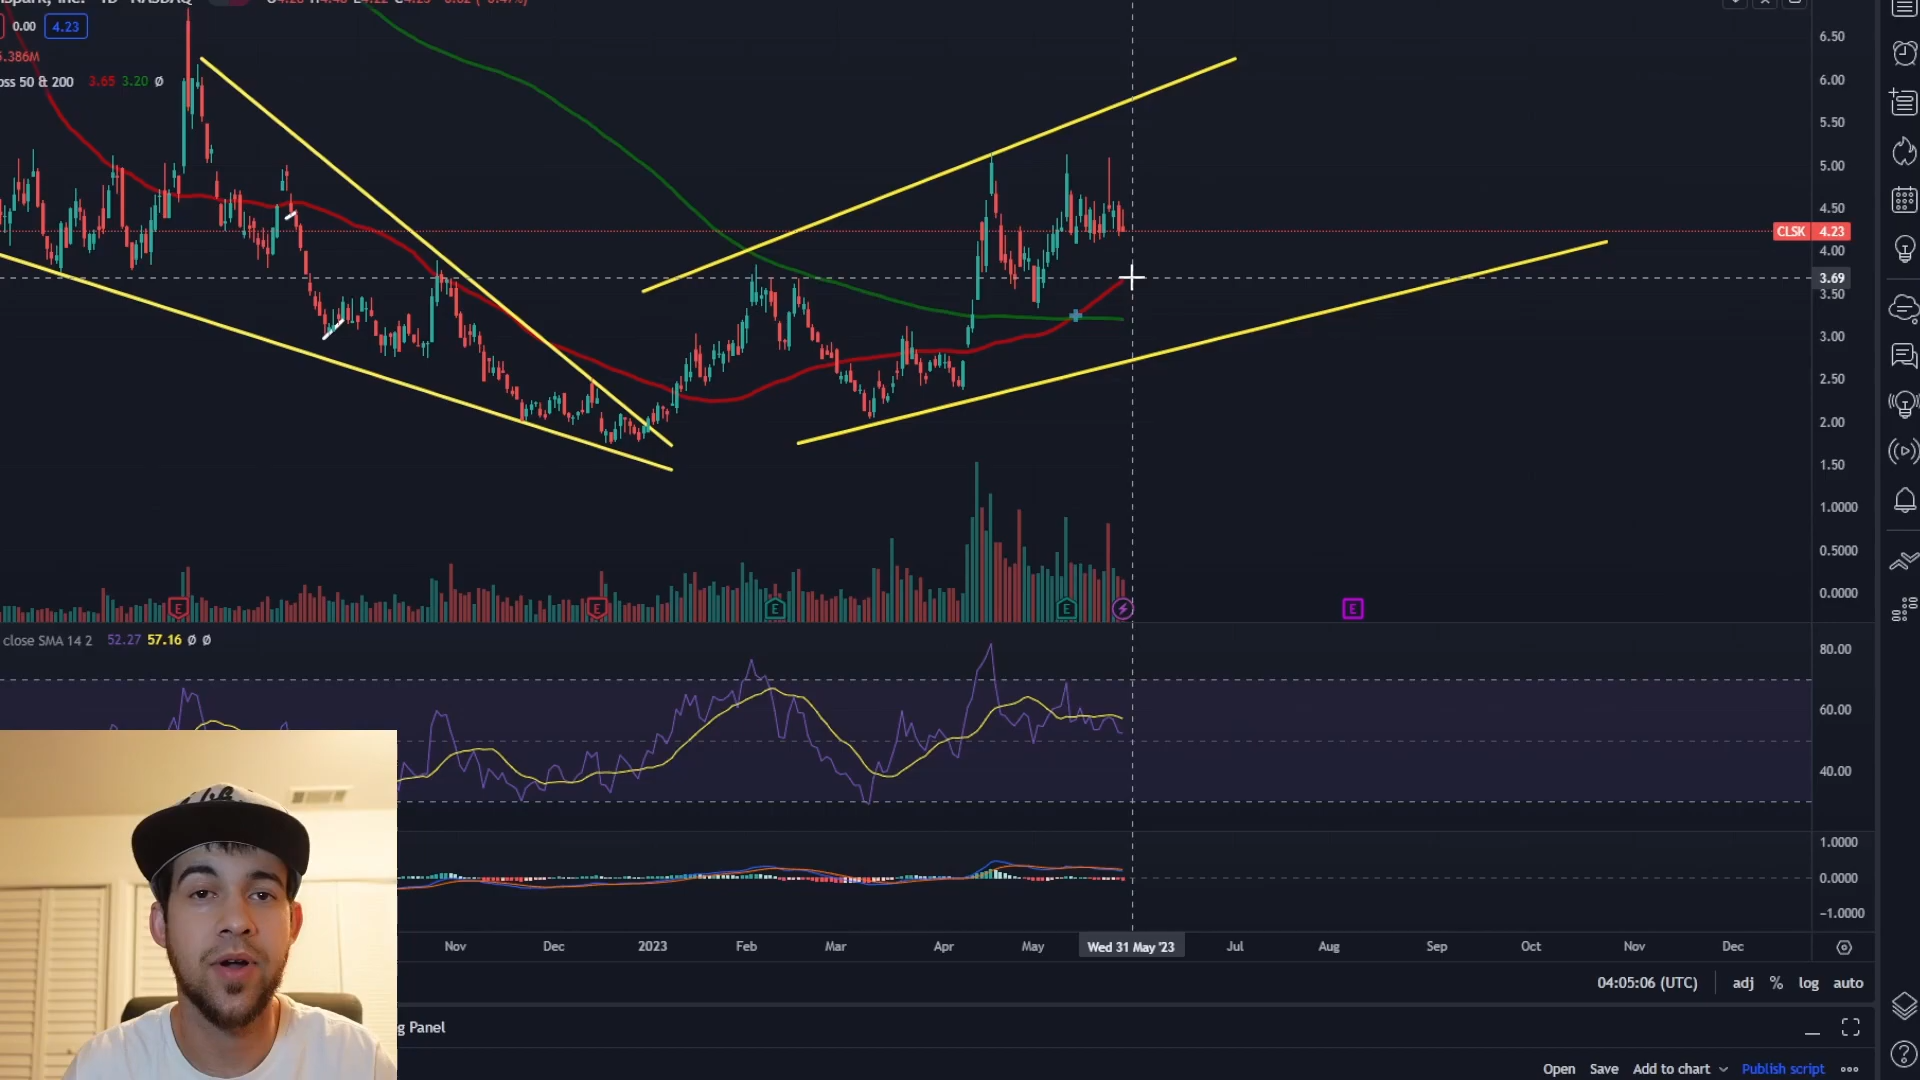 0.00 4.23
50 & 200 3.65 3.20 Ø
6.50
6.00
5.50
5.00
4.50
CLSK 4.23
4.00
3.69
3.50
3.00
2.50
2.00
1.50
1.0000
0.5000
0.0000
E E E E E
close SMA 14 2 52.27 57.16 Ø Ø
80.00
60.00
40.00
1.0000
0.0000
−1.0000
Nov Dec 2023 Feb Mar Apr May Wed 31 May '23 Jul Aug Sep Oct Nov Dec
04:05:06 (UTC) adj % log auto
g Panel
Open Save Add to chart Publish script